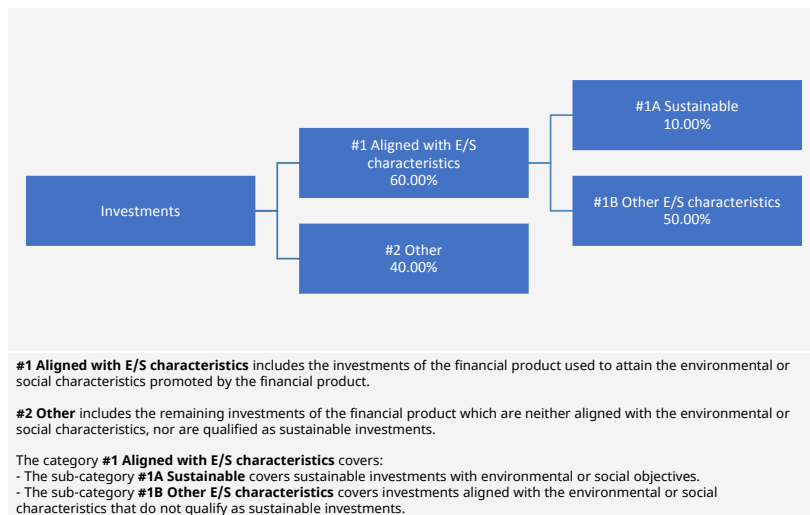 #1A Sustainable
10.00%
#1 Aligned with E/S
characteristics
60.00%
Investments
#1B Other E/S characteristics
50.00%
#2 Other
40.00%
#1 Aligned with E/S characteristics includes the investments of the financial product used to attain the environmental or
social characteristics promoted by the financial product.
#2 Other includes the remaining investments of the financial product which are neither aligned with the environmental or
social characteristics, nor are qualified as sustainable investments.
The category #1 Aligned with E/S characteristics covers:
- The sub-category #1A Sustainable covers sustainable investments with environmental or social objectives.
- The sub-category #1B Other E/S characteristics covers investments aligned with the environmental or social
characteristics that do not qualify as sustainable investments.